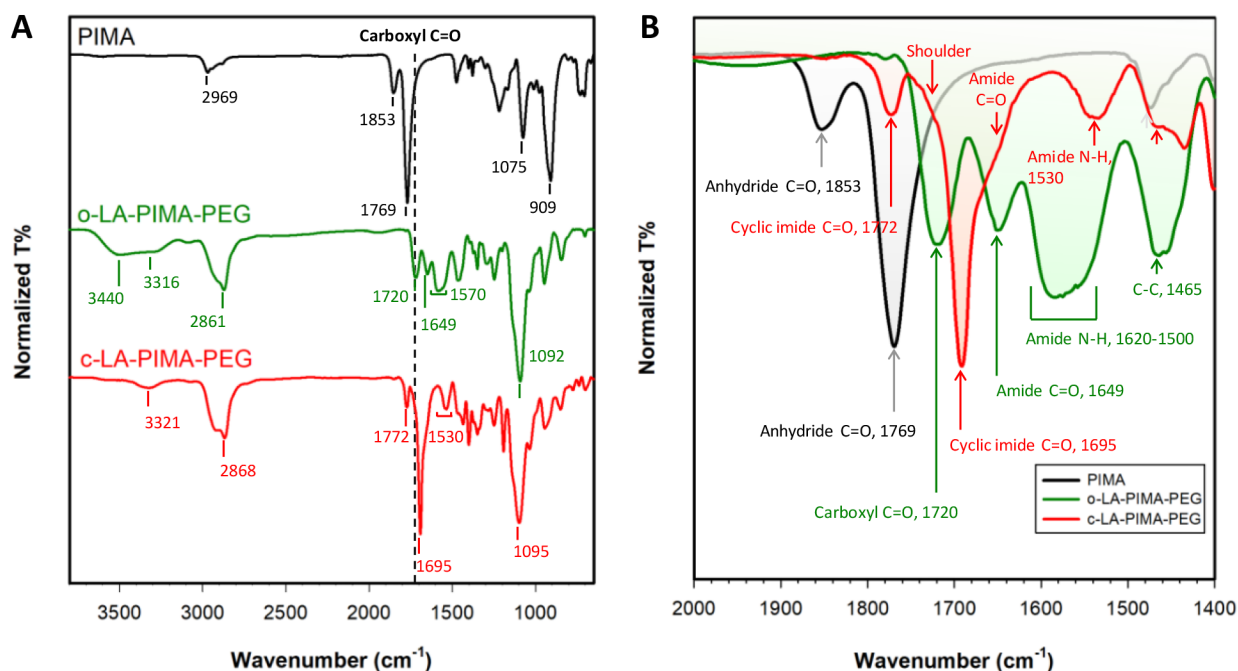 A
PIMA
Carboxyl C=O
2969
1853
1769
1075
909
o-LA-PIMA-PEG
3440
3316
2861
1720
1649
1570
1092
c-LA-PIMA-PEG
3321
2868
1772
1695
1530
1095
Normalized T%
3500 3000 2500 2000 1500 1000
Wavenumber (cm⁻¹)
B
Shoulder
Amide
C=O
Anhydride C=O, 1853
Cyclic imide C=O, 1772
Amide N-H,
1530
C-C, 1465
Amide N-H, 1620-1500
Amide C=O, 1649
Anhydride C=O, 1769
Cyclic imide C=O, 1695
Carboxyl C=O, 1720
PIMA
o-LA-PIMA-PEG
c-LA-PIMA-PEG
Normalized T%
2000 1900 1800 1700 1600 1500 1400
Wavenumber (cm⁻¹)